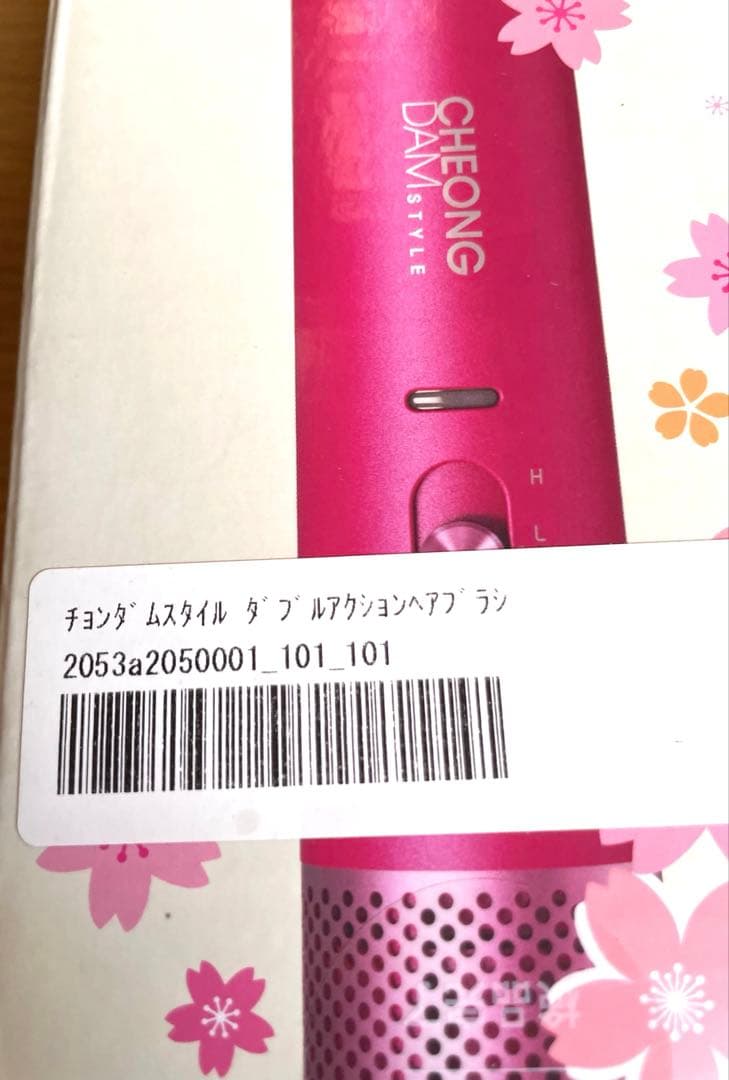 CHEONG
DAM STYLE
H
L
ﾁｮﾝﾀﾞﾑｽﾀｲﾙ ﾀﾞﾌﾞﾙｱｸｼｮﾝﾍｱﾌﾞﾗｼ
2053a2050001_101_101